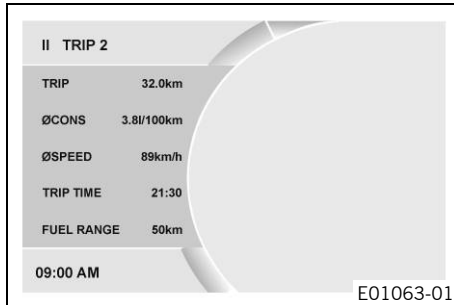 II TRIP 2
TRIP 32.0km
ØCONS 3.8l/100km
ØSPEED 89km/h
TRIP TIME 21:30
FUEL RANGE 50km
09:00 AM
E01063-01